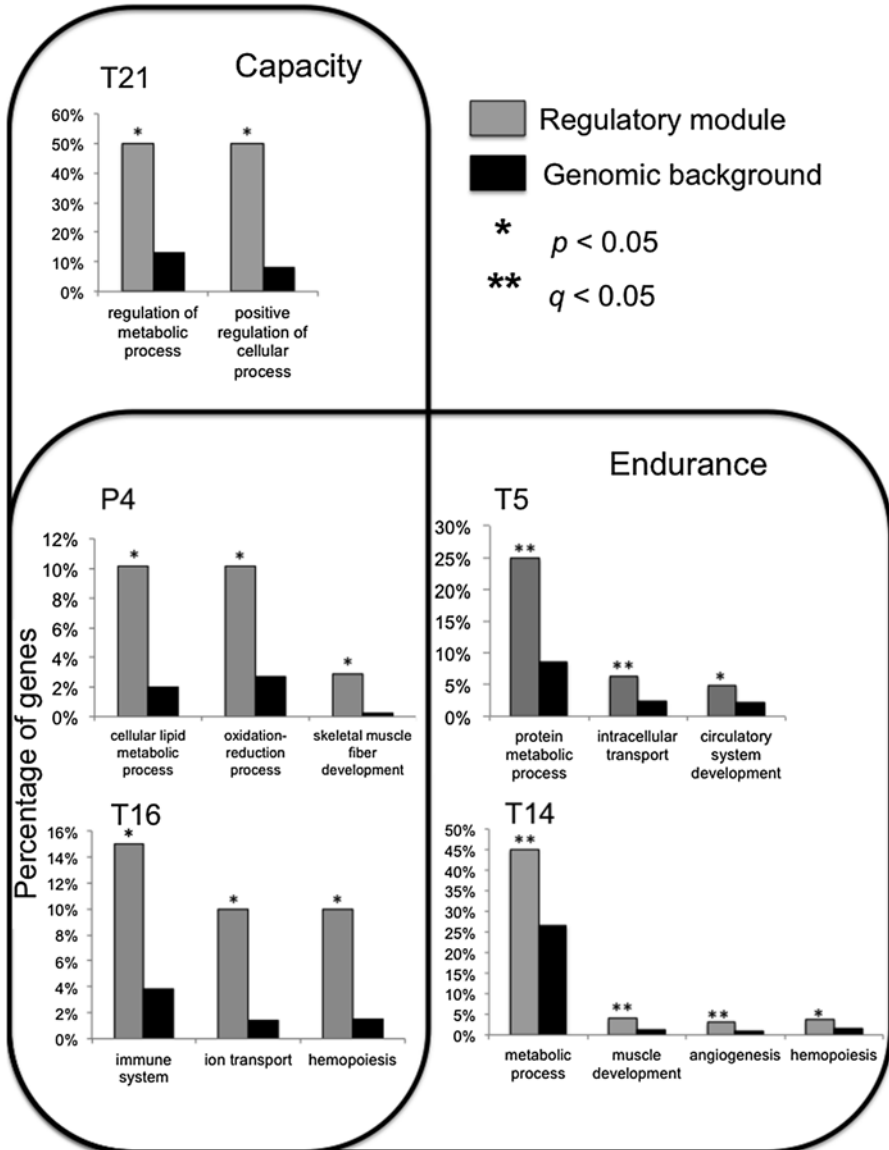 T21
Capacity
60%
50%
40%
30%
20%
10%
0%
*
*
regulation of
metabolic
process
positive
regulation of
cellular
process
Regulatory module
Genomic background
* p < 0.05
** q < 0.05
Endurance
Percentage of genes
P4
12%
10%
8%
6%
4%
2%
0%
*
*
*
cellular lipid
metabolic
process
oxidation-
reduction
process
skeletal muscle
fiber
development
T5
30%
25%
20%
15%
10%
5%
0%
**
**
*
protein
metabolic
process
intracellular
transport
circulatory
system
development
T16
16%
14%
12%
10%
8%
6%
4%
2%
0%
*
*
*
immune
system
ion transport
hemopoiesis
T14
50%
45%
40%
35%
30%
25%
20%
15%
10%
5%
0%
**
**
**
*
metabolic
process
muscle
development
angiogenesis
hemopoiesis